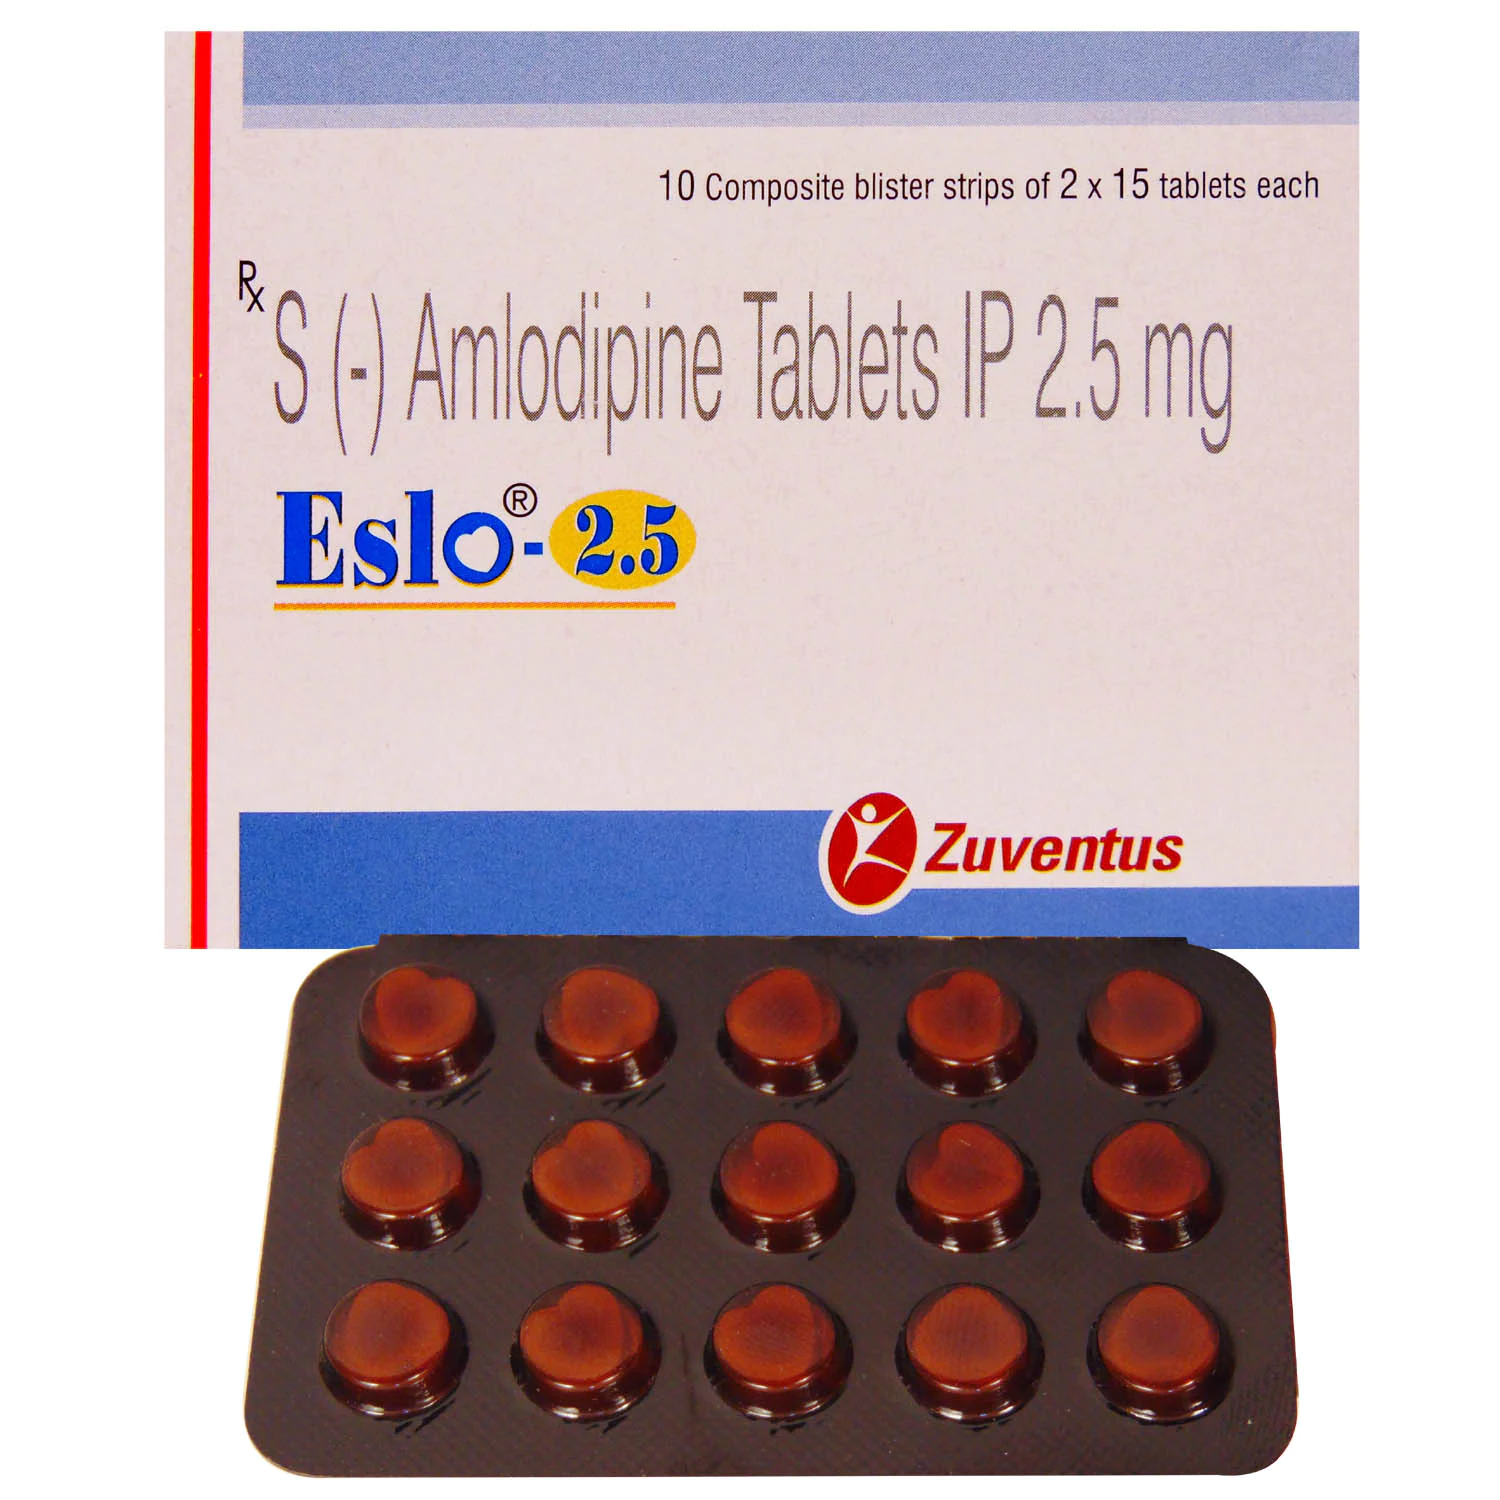 10 Composite blister strips of 2 x 15 tablets each
Rx S (-) Amlodipine Tablets IP 2.5 mg
Eslo®-2.5
Zuventus